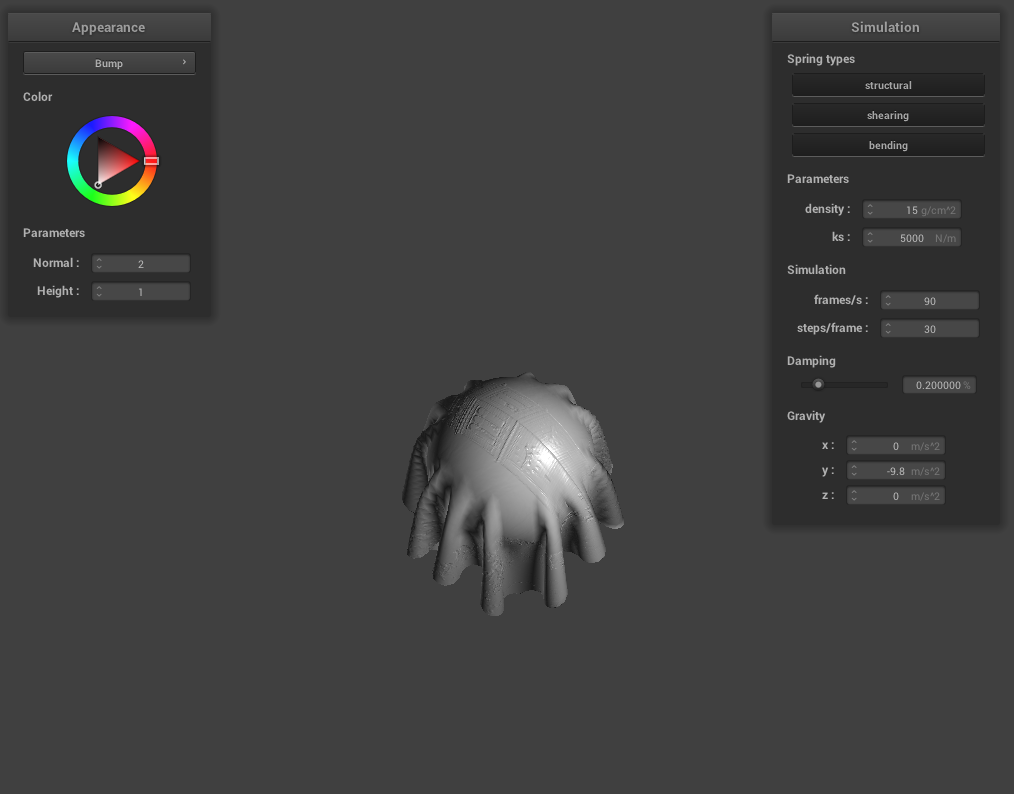 Appearance
Bump ›
Color
Parameters
Normal : 2
Height : 1
Simulation
Spring types
structural
shearing
bending
Parameters
density : 15 g/cm^2
ks : 5000 N/m
Simulation
frames/s : 90
steps/frame : 30
Damping
0.200000 %
Gravity
x : 0 m/s^2
y : -9.8 m/s^2
z : 0 m/s^2